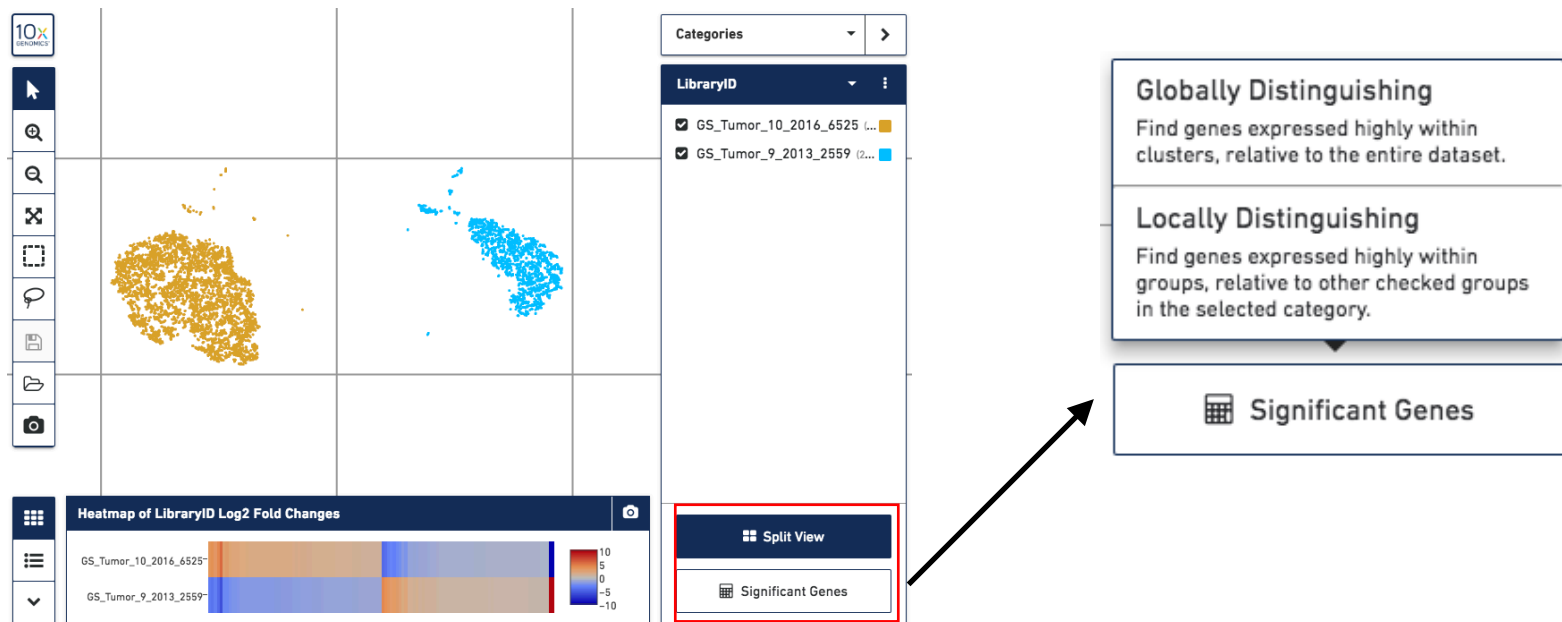 10x
GENOMICS
Categories
LibraryID
GS_Tumor_10_2016_6525 (...
GS_Tumor_9_2013_2559 (2...
Heatmap of LibraryID Log2 Fold Changes
GS_Tumor_10_2016_6525
GS_Tumor_9_2013_2559
10
5
0
-5
-10
Split View
Significant Genes
Globally Distinguishing
Find genes expressed highly within
clusters, relative to the entire dataset.
Locally Distinguishing
Find genes expressed highly within
groups, relative to other checked groups
in the selected category.
Significant Genes